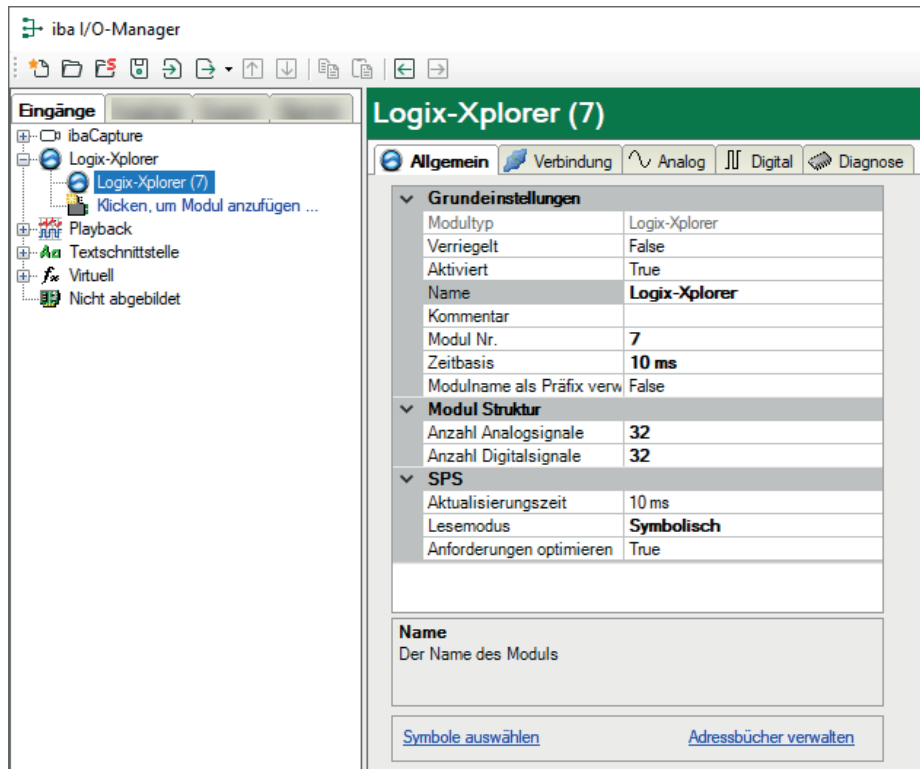 iba I/O-Manager
Eingänge
ibaCapture
Logix-Xplorer
Logix-Xplorer (7)
Klicken, um Modul anzufügen ...
Playback
Textschnittstelle
Virtuell
Nicht abgebildet
Logix-Xplorer (7)
Allgemein Verbindung Analog Digital Diagnose
Grundeinstellungen
Modultyp Logix-Xplorer
Verriegelt False
Aktiviert True
Name Logix-Xplorer
Kommentar
Modul Nr. 7
Zeitbasis 10 ms
Modulname als Präfix verw False
Modul Struktur
Anzahl Analogsignale 32
Anzahl Digitalsignale 32
SPS
Aktualisierungszeit 10 ms
Lesemodus Symbolisch
Anforderungen optimieren True
Name
Der Name des Moduls
Symbole auswählen Adressbücher verwalten